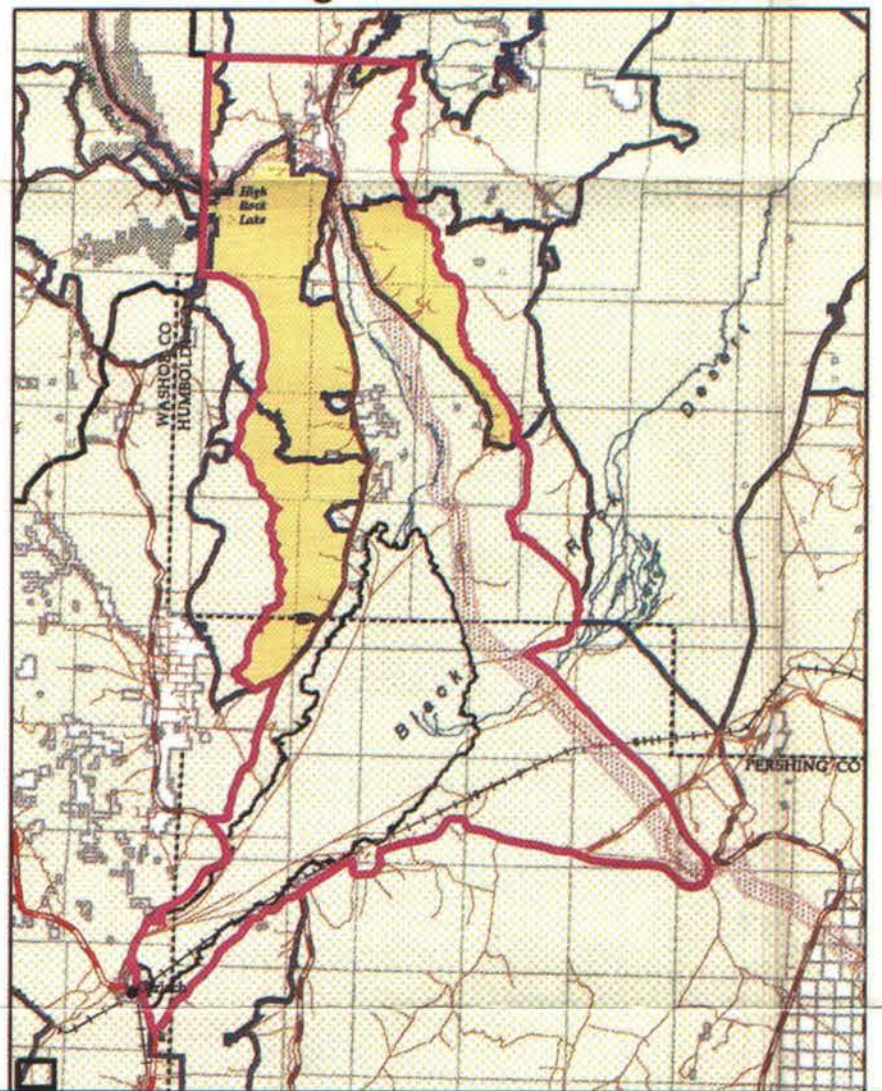 High
Rock
Lake
WASHOE CO
HUMBOLDT
Desert
Rock
Black
PERSHING CO